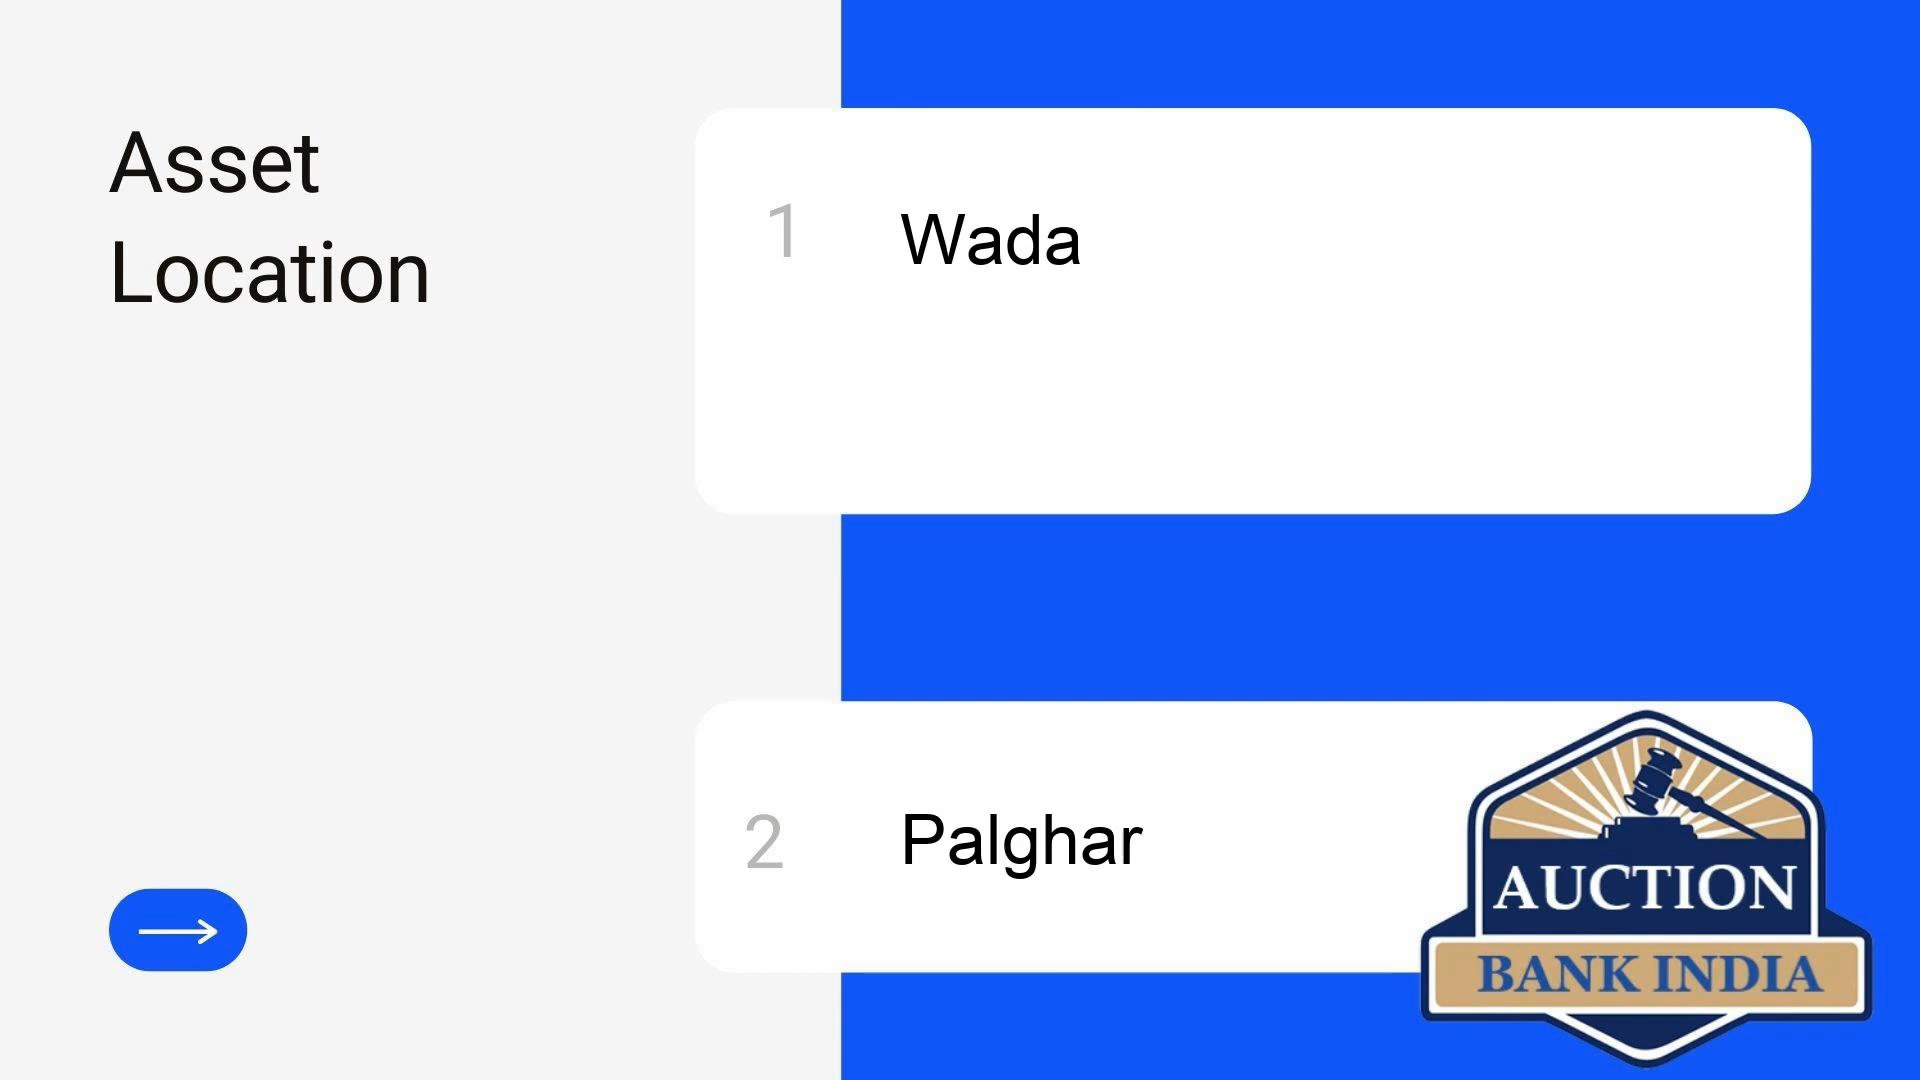 Asset
Location
1
Wada
2
Palghar
AUCTION
BANK INDIA